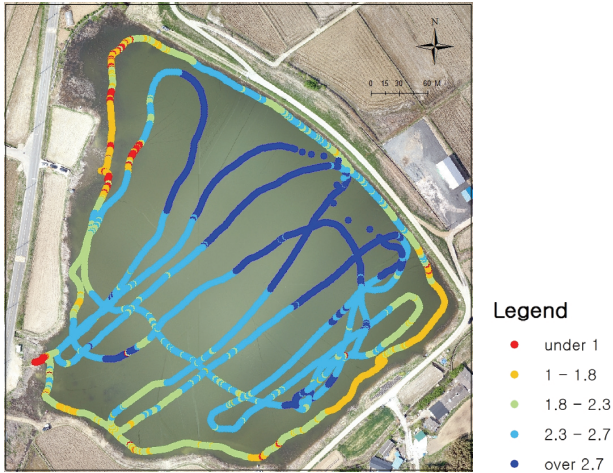 N
0 15 30 60 M
Legend
under 1
1 – 1.8
1.8 – 2.3
2.3 – 2.7
over 2.7